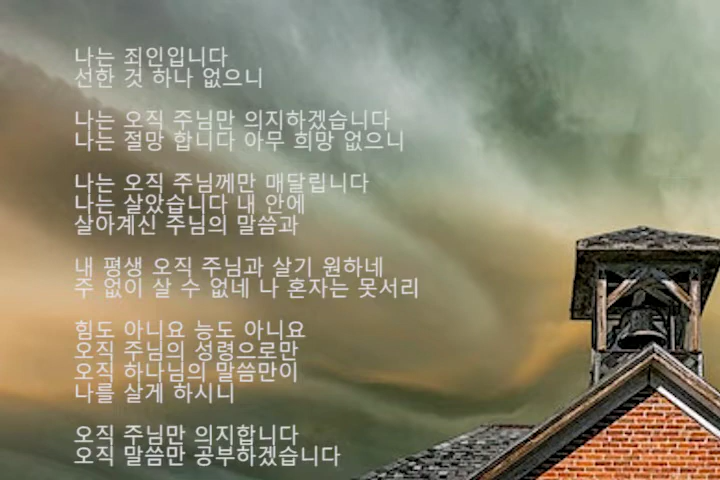 나는 죄인입니다
선한 것 하나 없으니
나는 오직 주님만 의지하겠습니다
나는 절망 합니다 아무 희망 없으니
나는 오직 주님께만 매달립니다
나는 살았습니다 내 안에
살아계신 주님의 말씀과
내 평생 오직 주님과 살기 원하네
주 없이 살 수 없네 나 혼자는 못서리
힘도 아니요 능도 아니요
오직 주님의 성령으로만
오직 하나님의 말씀만이
나를 살게 하시니
오직 주님만 의지합니다
오직 말씀만 공부하겠습니다